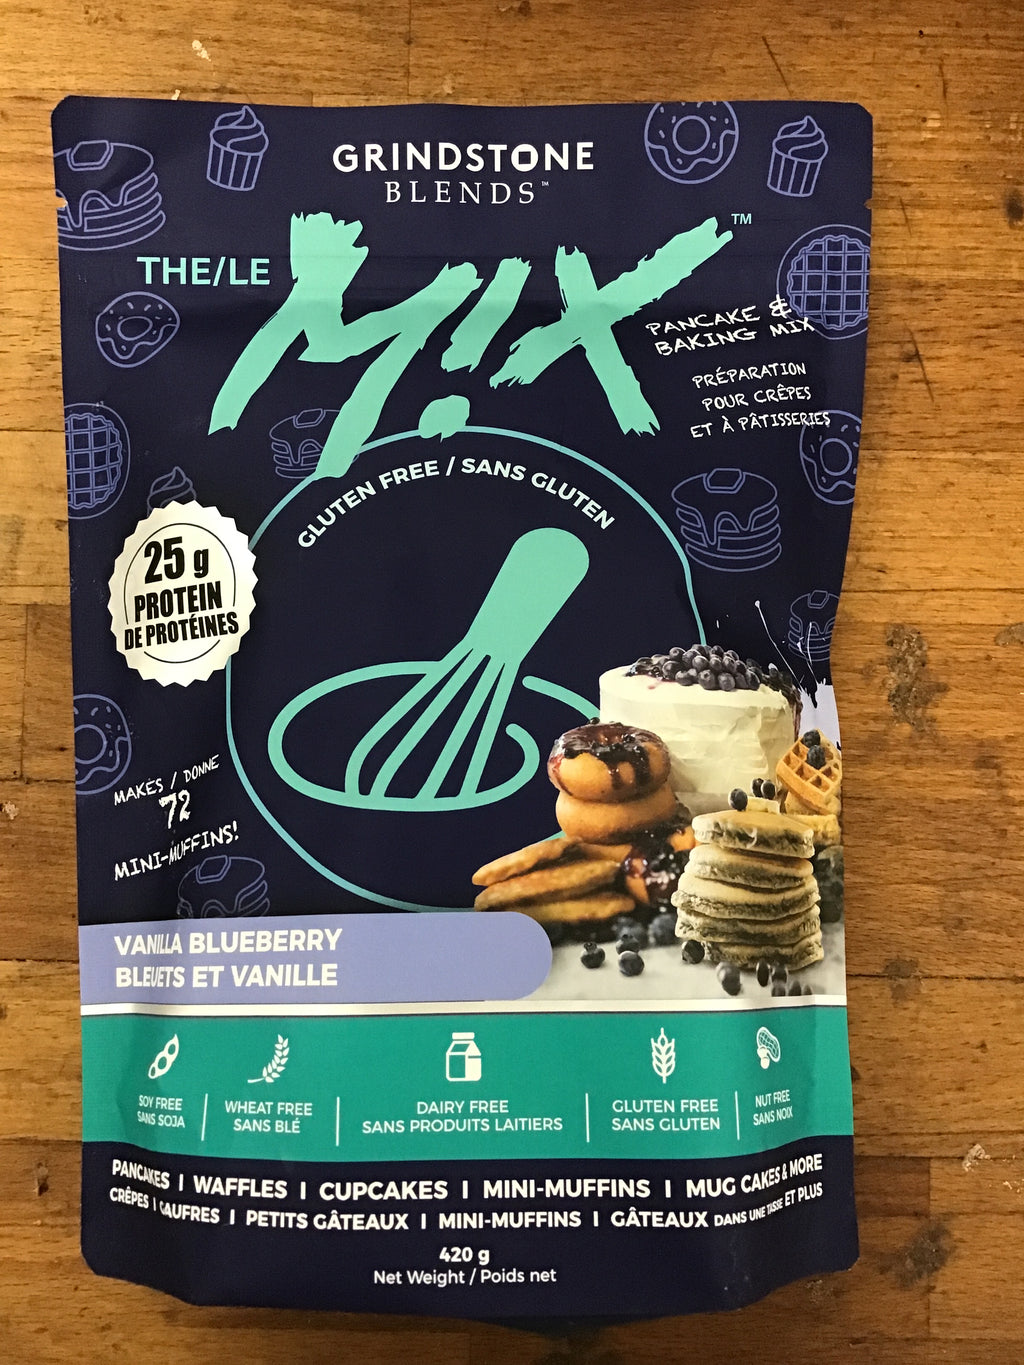 GRINDSTONE
BLENDS™
THE/LE
M.IX™
PANCAKE &
BAKING MIX
PRÉPARATION
POUR CRÊPES
ET À PÂTISSERIES
GLUTEN FREE / SANS GLUTEN
25 g
PROTEIN
DE PROTÉINES
MAKES / DONNE
72
MINI-MUFFINS!
VANILLA BLUEBERRY
BLEUETS ET VANILLE
SOY FREE
SANS SOJA
WHEAT FREE
SANS BLÉ
DAIRY FREE
SANS PRODUITS LAITIERS
GLUTEN FREE
SANS GLUTEN
NUT FREE
SANS NOIX
PANCAKES | WAFFLES | CUPCAKES | MINI-MUFFINS | MUG CAKES & MORE
CRÊPES | GAUFRES | PETITS GÂTEAUX | MINI-MUFFINS | GÂTEAUX DANS UNE TASSE ET PLUS
420 g
Net Weight / Poids net